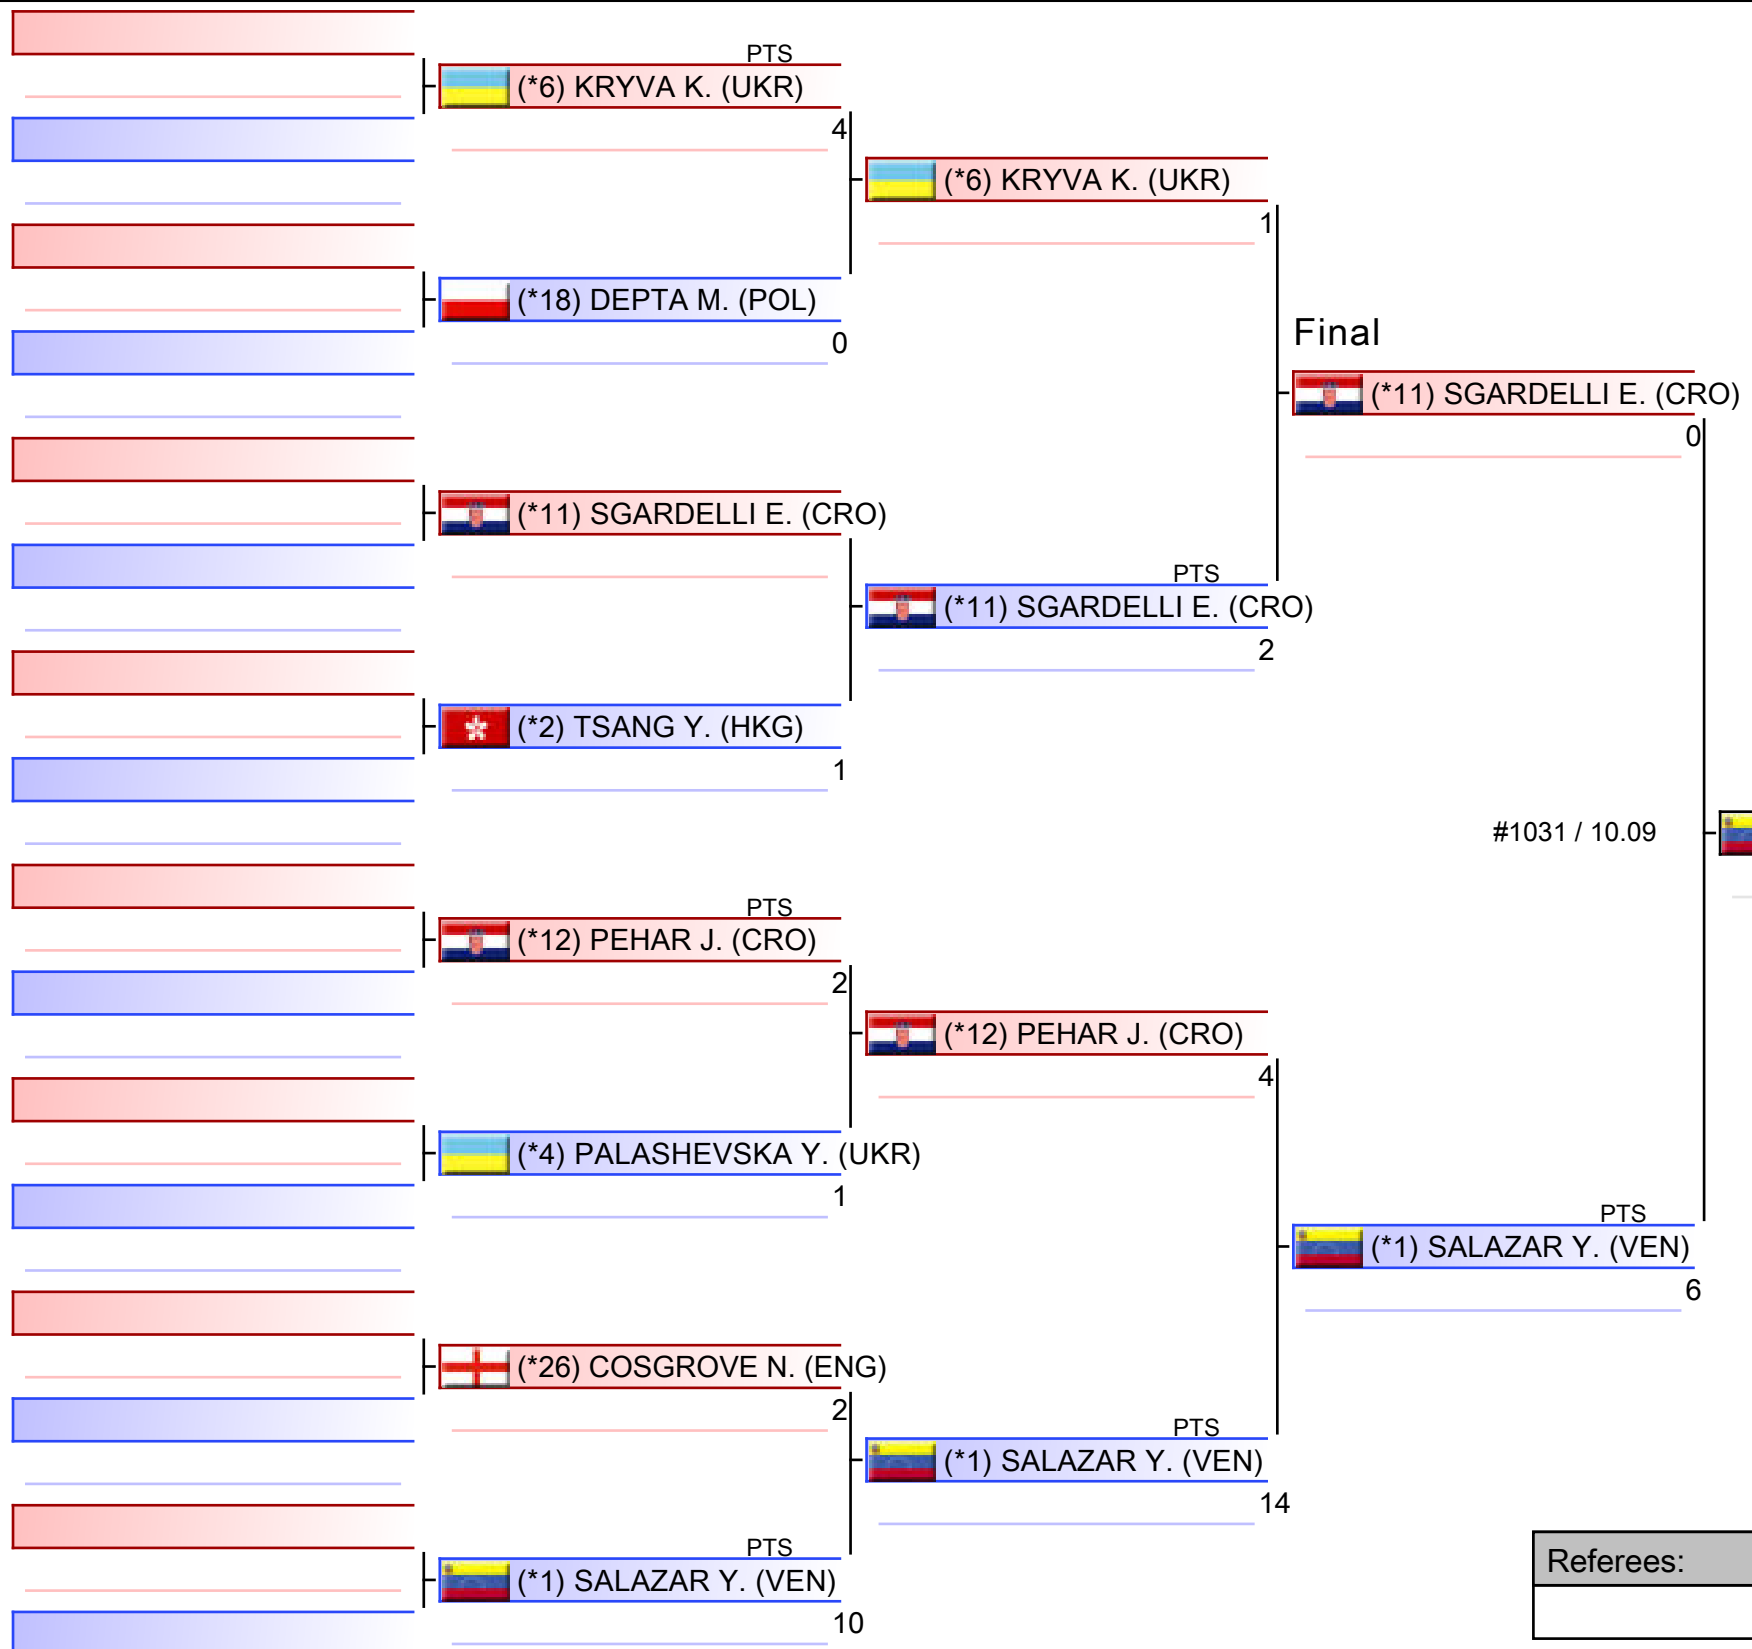 PTS
(*6) KRYVA K. (UKR)
4
(*6) KRYVA K. (UKR)
1
(*18) DEPTA M. (POL)
0
Final
(*11) SGARDELLI E. (CRO)
0
(*11) SGARDELLI E. (CRO)
PTS
(*11) SGARDELLI E. (CRO)
2
(*2) TSANG Y. (HKG)
1
#1031 / 10.09
PTS
(*12) PEHAR J. (CRO)
2
(*12) PEHAR J. (CRO)
4
(*4) PALASHEVSKA Y. (UKR)
1
PTS
(*1) SALAZAR Y. (VEN)
6
(*26) COSGROVE N. (ENG)
2
PTS
(*1) SALAZAR Y. (VEN)
14
PTS
(*1) SALAZAR Y. (VEN)
10
Referees: